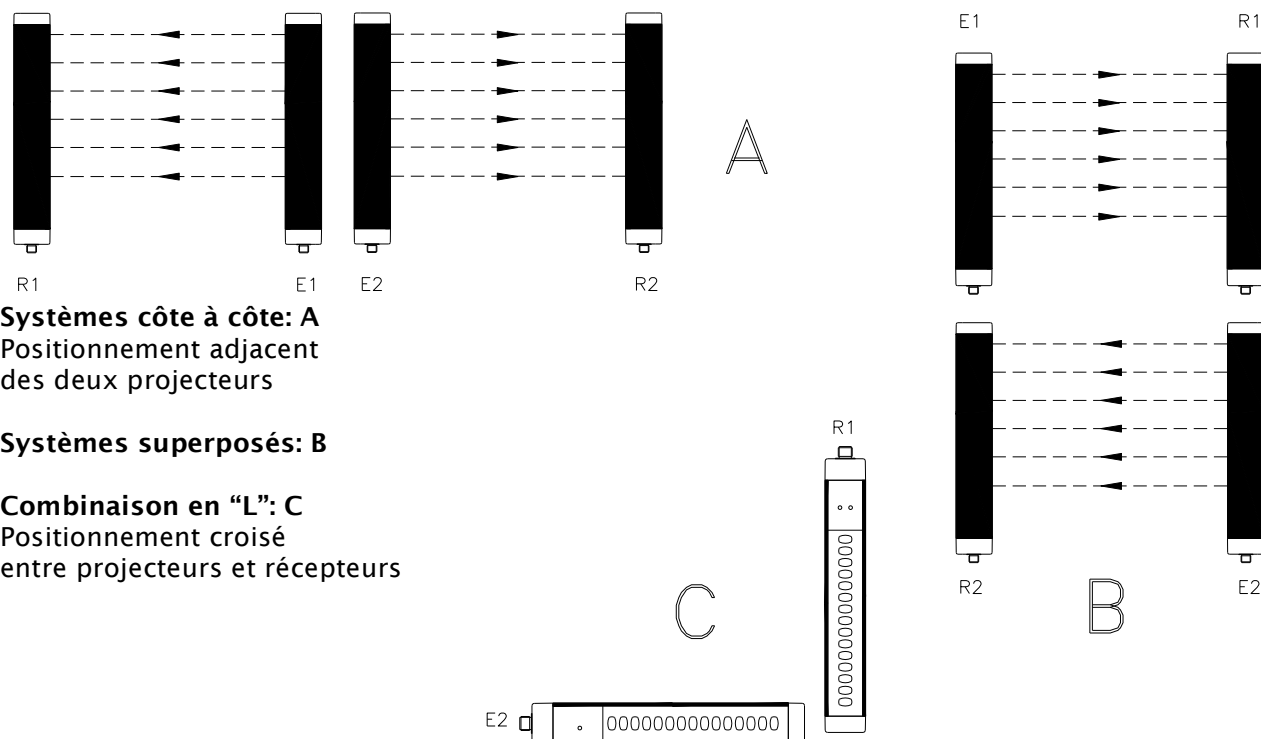 E1 R1
A
R1 E1 E2 R2
Systèmes côte à côte: A
Positionnement adjacent
des deux projecteurs
Systèmes superposés: B
Combinaison en “L”: C
Positionnement croisé
entre projecteurs et récepteurs
R1
R2 B E2
C
E2